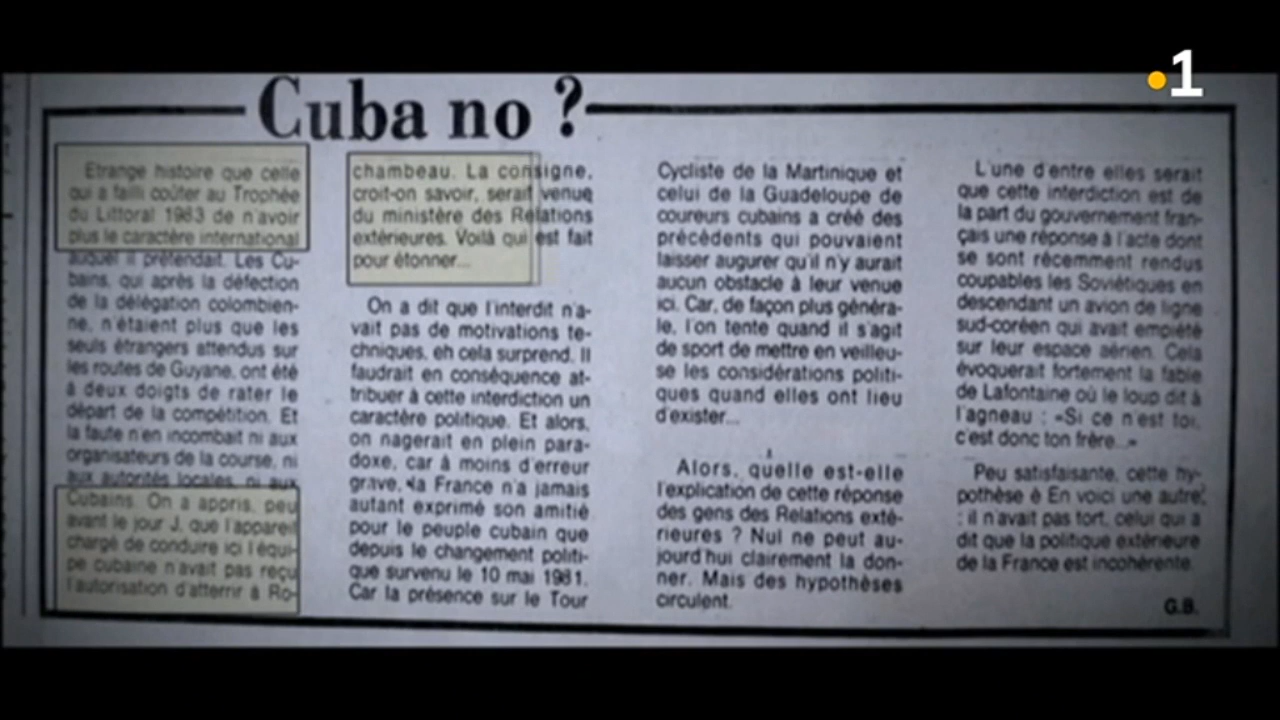 1
Cuba no ?
Etrange histoire que celle
qui a failli coûter au Trophée
du Littoral 1983 de n'avoir
plus le caractère international
auquel il prétendait. Les Cu-
bains, qui après la défection
de la délégation colombien-
ne, n'étaient plus que les
seuls étrangers attendus sur
les routes de Guyane, ont été
à deux doigts de rater le
départ de la compétition. Et
la faute n'en incombait ni aux
organisateurs de la course, ni
aux autorités locales, ni aux
Cubains. On a appris, peu
avant le jour J, que l'appareil
chargé de conduire ici l'équi-
pe cubaine n'avait pas reçu
l'autorisation d'atterrir à Ro-
chambeau. La consigne,
croit-on savoir, serait venue
du ministère des Relations
extérieures. Voilà qui est fait
pour étonner...
On a dit que l'interdit n'a-
vait pas de motivations te-
chniques, eh cela surprend. Il
faudrait en conséquence at-
tribuer à cette interdiction un
caractère politique. Et alors,
on nagerait en plein para-
doxe, car à moins d'erreur
grave, la France n'a jamais
autant exprimé son amitié
pour le peuple cubain que
depuis le changement politi-
que survenu le 10 mai 1981.
Car la présence sur le Tour
Cycliste de la Martinique et
celui de la Guadeloupe de
coureurs cubains a créé des
précédents qui pouvaient
laisser augurer qu'il n'y aurait
aucun obstacle à leur venue
ici. Car, de façon plus généra-
le, l'on tente quand il s'agit
de sport de mettre en veilleu-
se les considérations politi-
ques quand elles ont lieu
d'exister...
Alors, quelle est-elle
l'explication de cette réponse
des gens des Relations exté-
rieures ? Nul ne peut au-
jourd'hui clairement la don-
ner. Mais des hypothèses
circulent.
L'une d'entre elles serait
que cette interdiction est de
la part du gouvernement fran-
çais une réponse à l'acte dont
se sont récemment rendus
coupables les Soviétiques en
descendant un avion de ligne
sud-coréen qui avait empiété
sur leur espace aérien. Cela
évoquerait fortement la fable
de Lafontaine où le loup dit à
l'agneau : «Si ce n'est toi,
c'est donc ton frère...»
Peu satisfaisante, cette hy-
pothèse è En voici une autre
: il n'avait pas tort, celui qui a
dit que la politique extérieure
de la France est incohérente.
G.B.